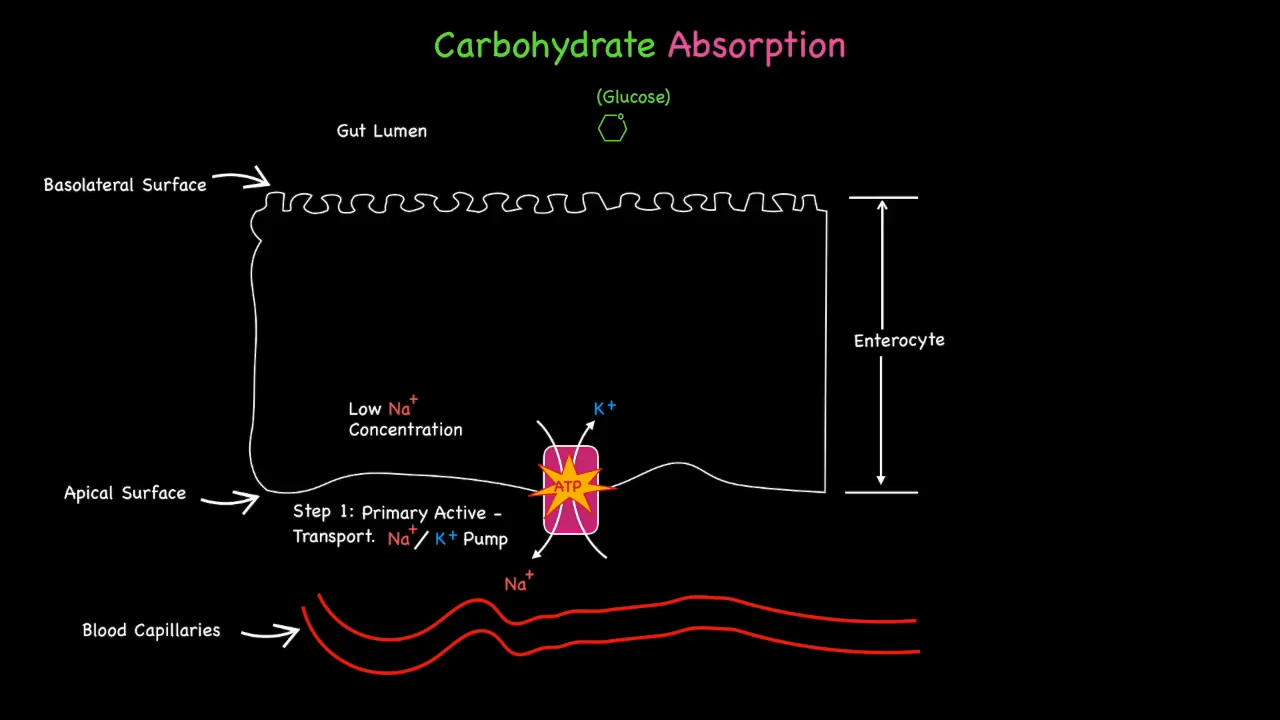 Carbohydrate Absorption
(Glucose)
Gut Lumen
Basolateral Surface
Enterocyte
Low Na+
Concentration
K+
ATP
Apical Surface
Step 1: Primary Active -
Transport. Na+/ K+ Pump
Na+
Blood Capillaries